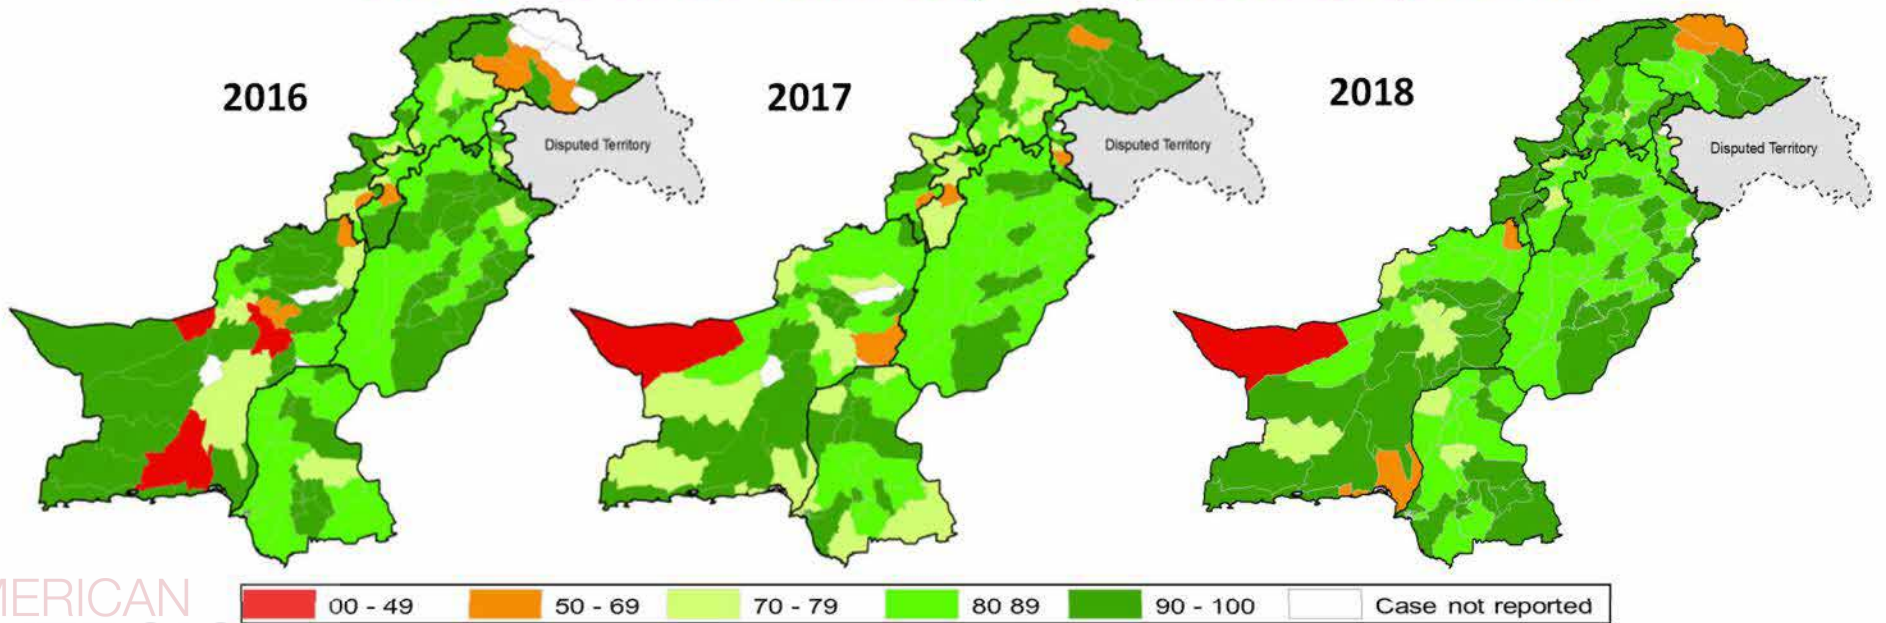 2016
2017
2018
Disputed Territory
Disputed Territory
Disputed Territory
MERICAN
00 - 49
50 - 69
70 - 79
80 89
90 - 100
Case not reported